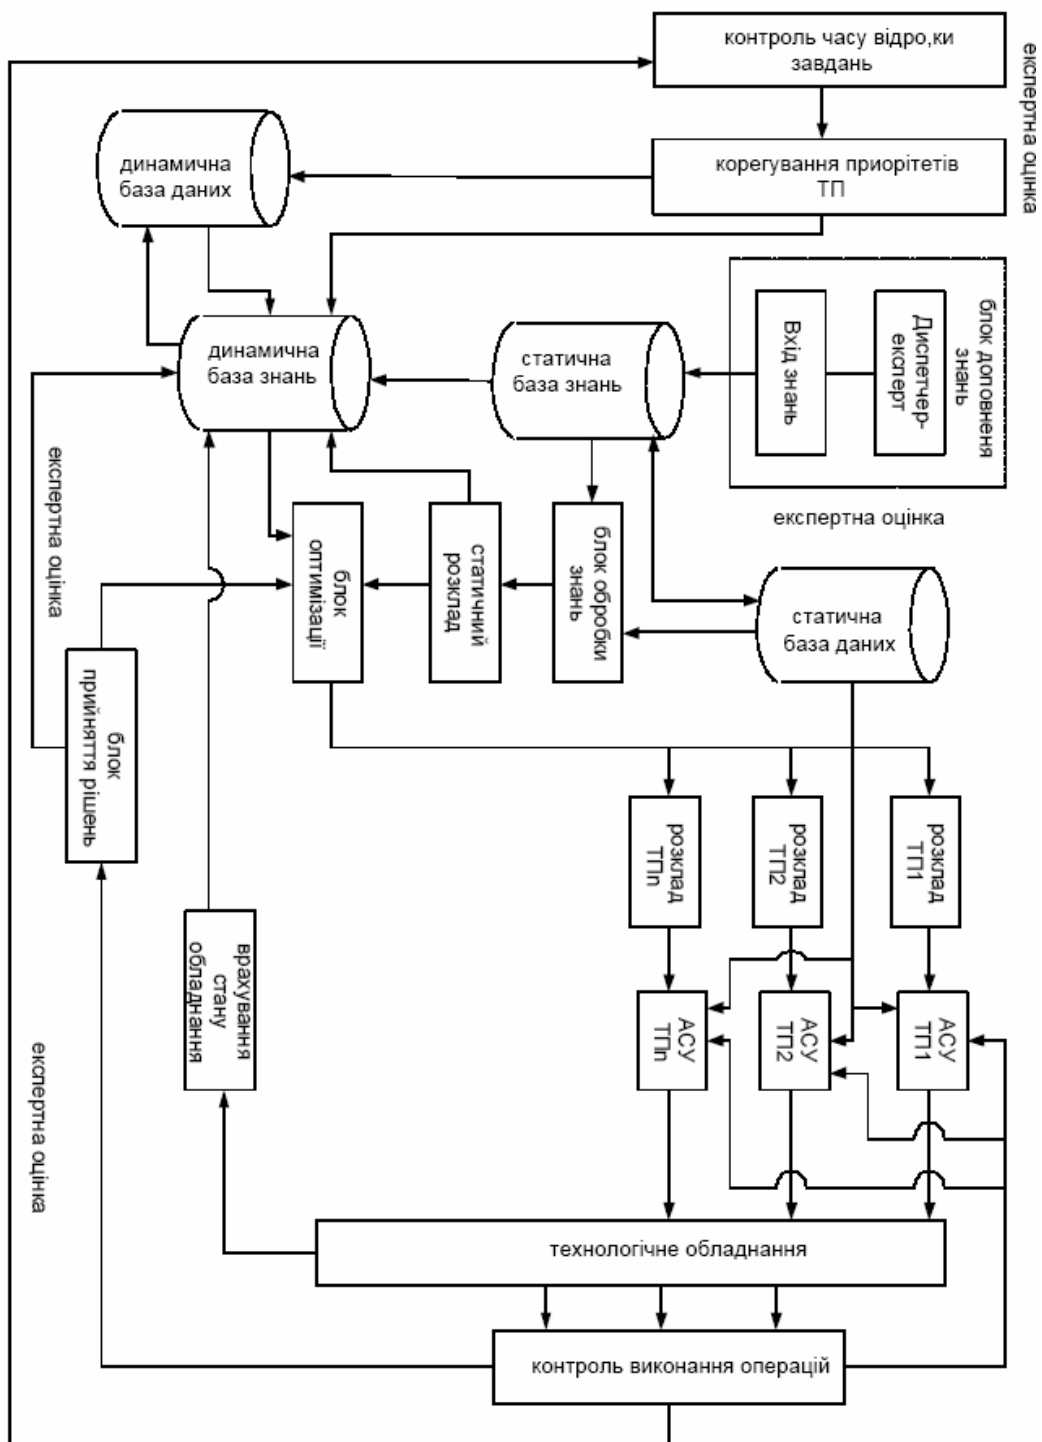 контроль часу відро,ки
завдань
експертна оцінка
корегування приорітетів
ТП
динамична
база даних
динамична
база знань
статична
база знань
Вхід знань
Диспетчер-
експерт
блок доповненя
знань
експертна оцінка
експертна оцінка
блок
оптимізації
статичний
розклад
блок обробки
знань
статична
база даних
блок
прийняття рішень
розклад
ТПn
розклад
ТП2
розклад
ТП1
врахування
стану
обладнання
АСУ
ТПn
АСУ
ТП2
АСУ
ТП1
експертна оцінка
технологічне обладнання
контроль виконання операцій